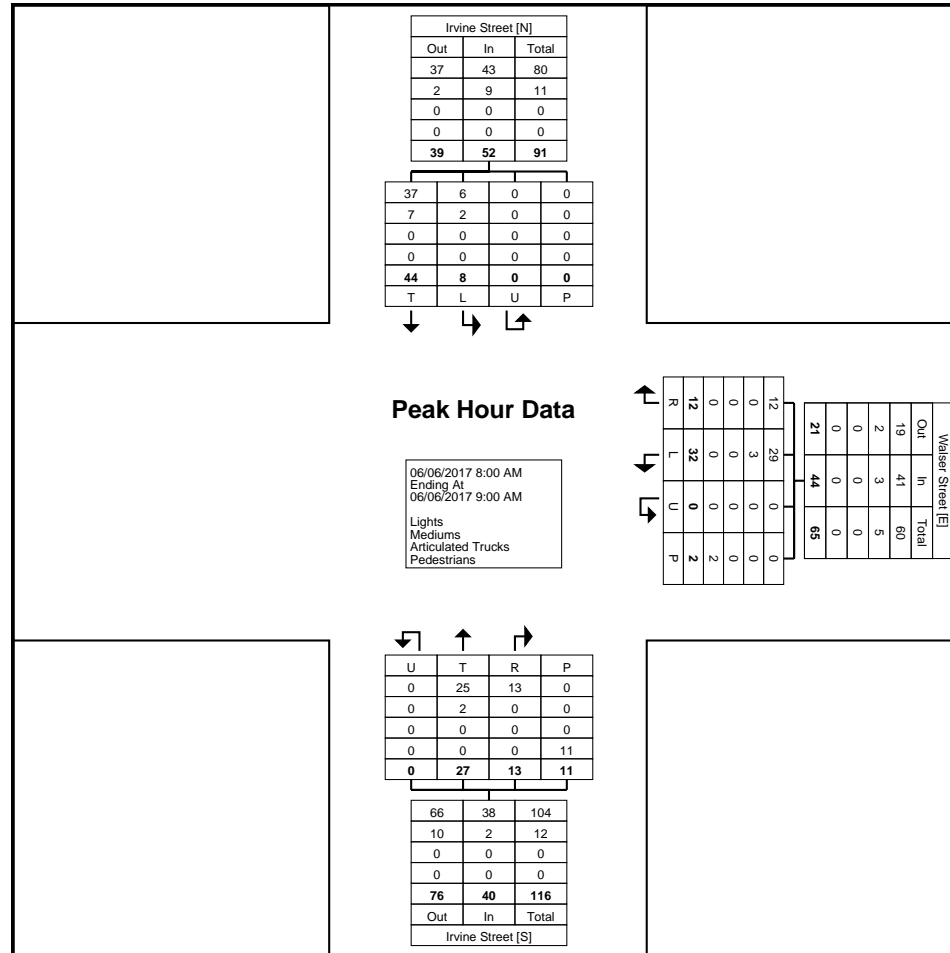 Irvine Street [N]
Out In Total
37 43 80
2 9 11
0 0 0
0 0 0
39 52 91
37 6 0 0
7 2 0 0
0 0 0 0
0 0 0 0
44 8 0 0
T L U P
Peak Hour Data
06/06/2017 8:00 AM
Ending At
06/06/2017 9:00 AM
Lights
Mediums
Articulated Trucks
Pedestrians
Walser Street [E]
Out In Total
19 41 60
2 3 5
0 0 0
0 0 0
21 44 65
12 29 0 0
0 3 0 0
0 0 0 0
0 0 0 2
12 32 0 2
R L U P
U T R P
0 25 13 0
0 2 0 0
0 0 0 0
0 0 0 11
0 27 13 11
66 38 104
10 2 12
0 0 0
0 0 0
76 40 116
Out In Total
Irvine Street [S]